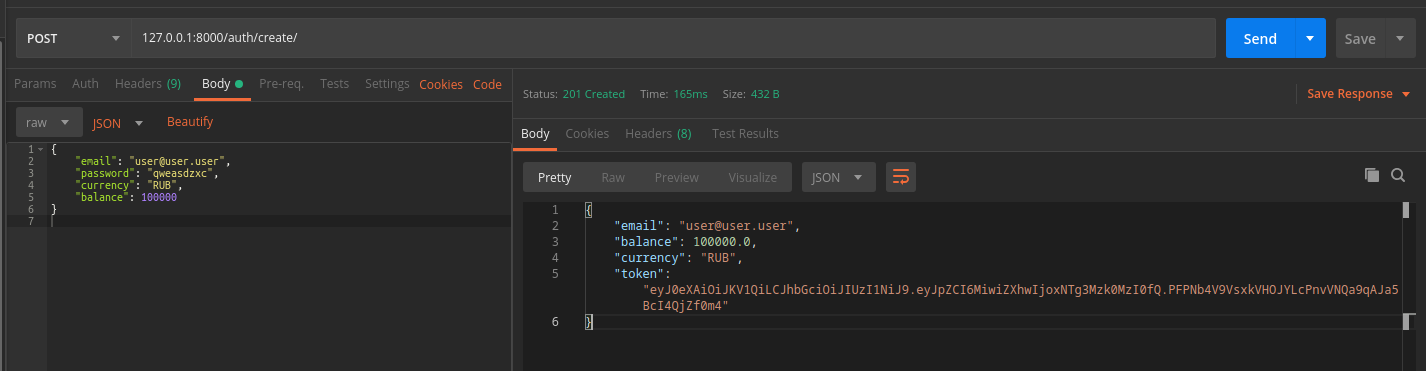 POST 127.0.0.1:8000/auth/create/ Send Save
Params Auth Headers (9) Body Pre-req. Tests Settings Cookies Code
raw JSON Beautify
1 {
2 "email": "user@user.user",
3 "password": "qweasdzxc",
4 "currency": "RUB",
5 "balance": 100000
6 }
7
Status: 201 Created Time: 165ms Size: 432 B Save Response
Body Cookies Headers (8) Test Results
Pretty Raw Preview Visualize JSON
1 {
2 "email": "user@user.user",
3 "balance": 100000.0,
4 "currency": "RUB",
5 "token":
"eyJ0eXAiOiJKV1QiLCJhbGciOiJIUzI1NiJ9.eyJpZCI6MiwiZXhwIjoxNTg3Mzk0MzI0fQ.PFPNb4V9VsxkVHOJYLcPnvVNQa9qAJa5
BcI4QjZf0m4"
6 }